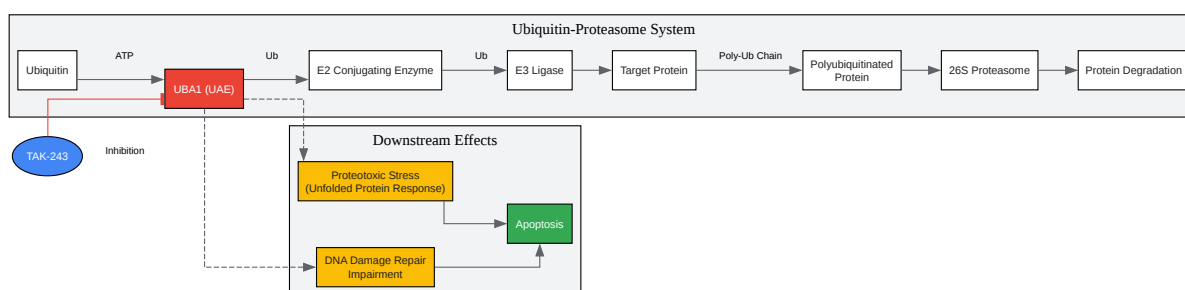 Ubiquitin-Proteasome System
ATP
Ub
Ub
Poly-Ub Chain
Ubiquitin
UBA1 (UAE)
E2 Conjugating Enzyme
E3 Ligase
Target Protein
Polyubiquitinated
Protein
26S Proteasome
Protein Degradation
TAK-243
Inhibition
Downstream Effects
Proteotoxic Stress
(Unfolded Protein Response)
Apoptosis
DNA Damage Repair
Impairment